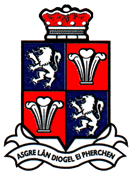 ASGRE LÂN DIOGEL EI PHERCHEN